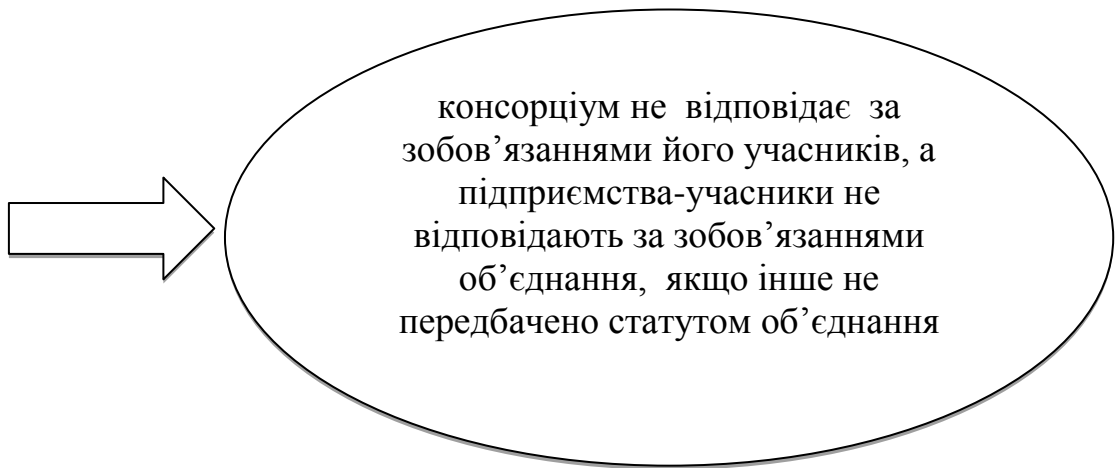 консорціум не відповідає за
зобов’язаннями його учасників, а
підприємства-учасники не
відповідають за зобов’язаннями
об’єднання, якщо інше не
передбачено статутом об’єднання